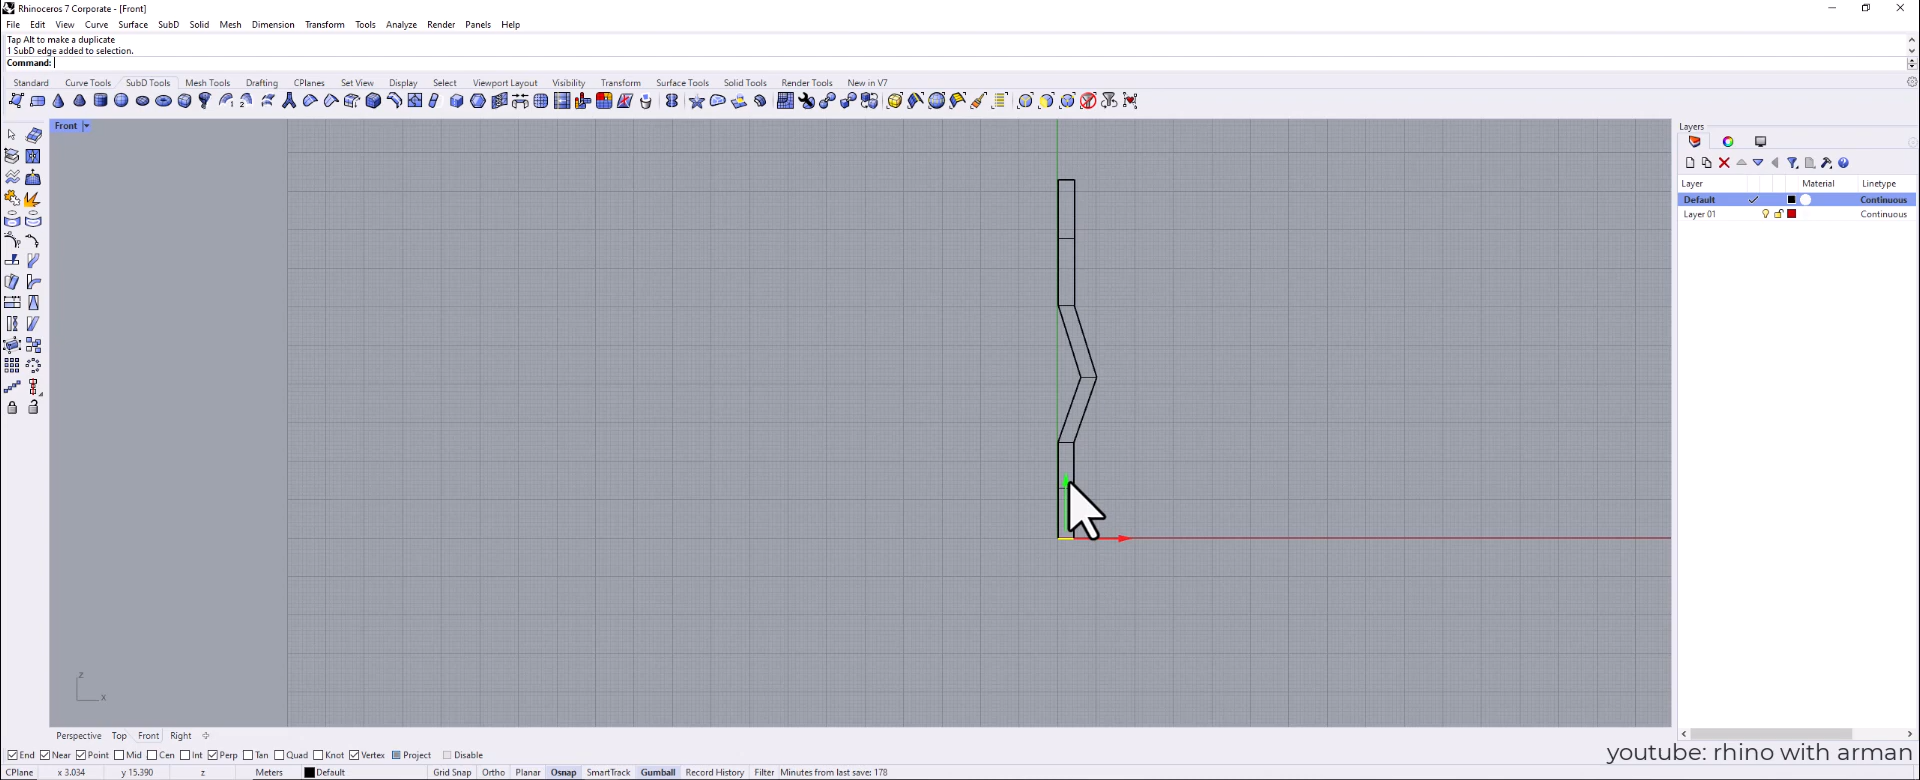 Rhinoceros 7 Corporate - [Front]
File Edit View Curve Surface SubD Solid Mesh Dimension Transform Tools Analyze Render Panels Help
Tap Alt to make a duplicate
1 SubD edge added to selection.
Command:
Standard Curve Tools SubD Tools Mesh Tools Drafting CPlanes Set View Display Select Viewport Layout Visibility Transform Surface Tools Solid Tools Render Tools New in V7
Front
Layers
Layer Material Linetype
Default Continuous
Layer 01 Continuous
z
x
Perspective Top Front Right
End Near Point Mid Cen Int Perp Tan Quad Knot Vertex Project Disable
youtube: rhino with arman
CPlane x 3.034 y 15.390 z Meters Default Grid Snap Ortho Planar Osnap SmartTrack Gumball Record History Filter Minutes from last save: 178